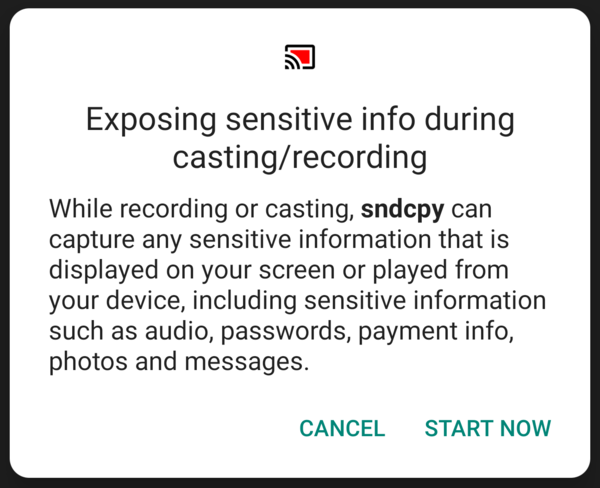 Exposing sensitive info during
casting/recording
While recording or casting, sndcpy can
capture any sensitive information that is
displayed on your screen or played from
your device, including sensitive information
such as audio, passwords, payment info,
photos and messages.
CANCEL START NOW